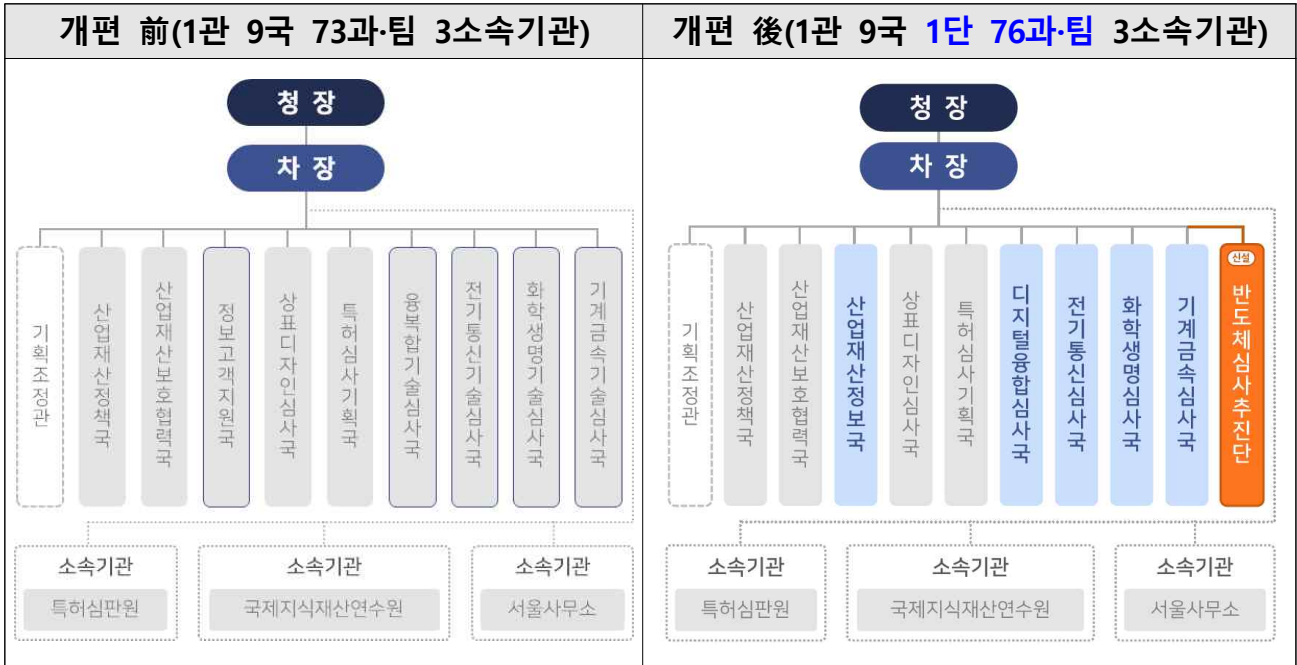 개편 前(1관 9국 73과·팀 3소속기관)
청 장
차 장
기획조정관
산업재산정책국
산업재산보호협력국
정보고객지원국
상표디자인심사국
특허심사기획국
융복합기술심사국
전기통신기술심사국
화학생명기술심사국
기계금속기술심사국
소속기관
특허심판원
소속기관
국제지식재산연수원
소속기관
서울사무소
개편 後(1관 9국 1단 76과·팀 3소속기관)
청 장
차 장
기획조정관
산업재산정책국
산업재산보호협력국
산업재산정보국
상표디자인심사국
특허심사기획국
디지털융합심사국
전기통신심사국
화학생명심사국
기계금속심사국
신설
반도체심사추진단
소속기관
특허심판원
소속기관
국제지식재산연수원
소속기관
서울사무소